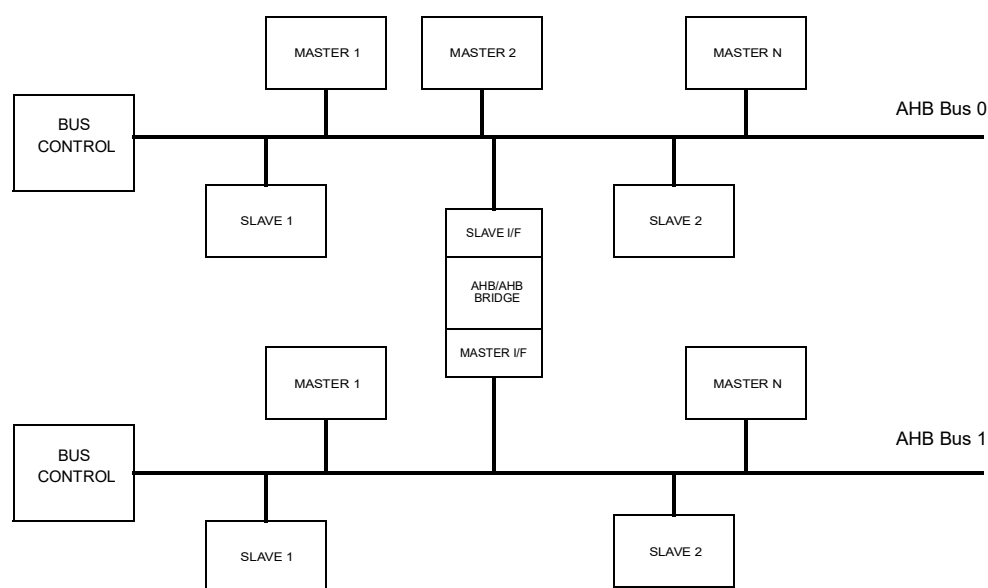 MASTER 1
MASTER 2
MASTER N
AHB Bus 0
BUS
CONTROL
SLAVE 1
SLAVE I/F
SLAVE 2
AHB/AHB
BRIDGE
MASTER I/F
MASTER 1
MASTER N
AHB Bus 1
BUS
CONTROL
SLAVE 1
SLAVE 2